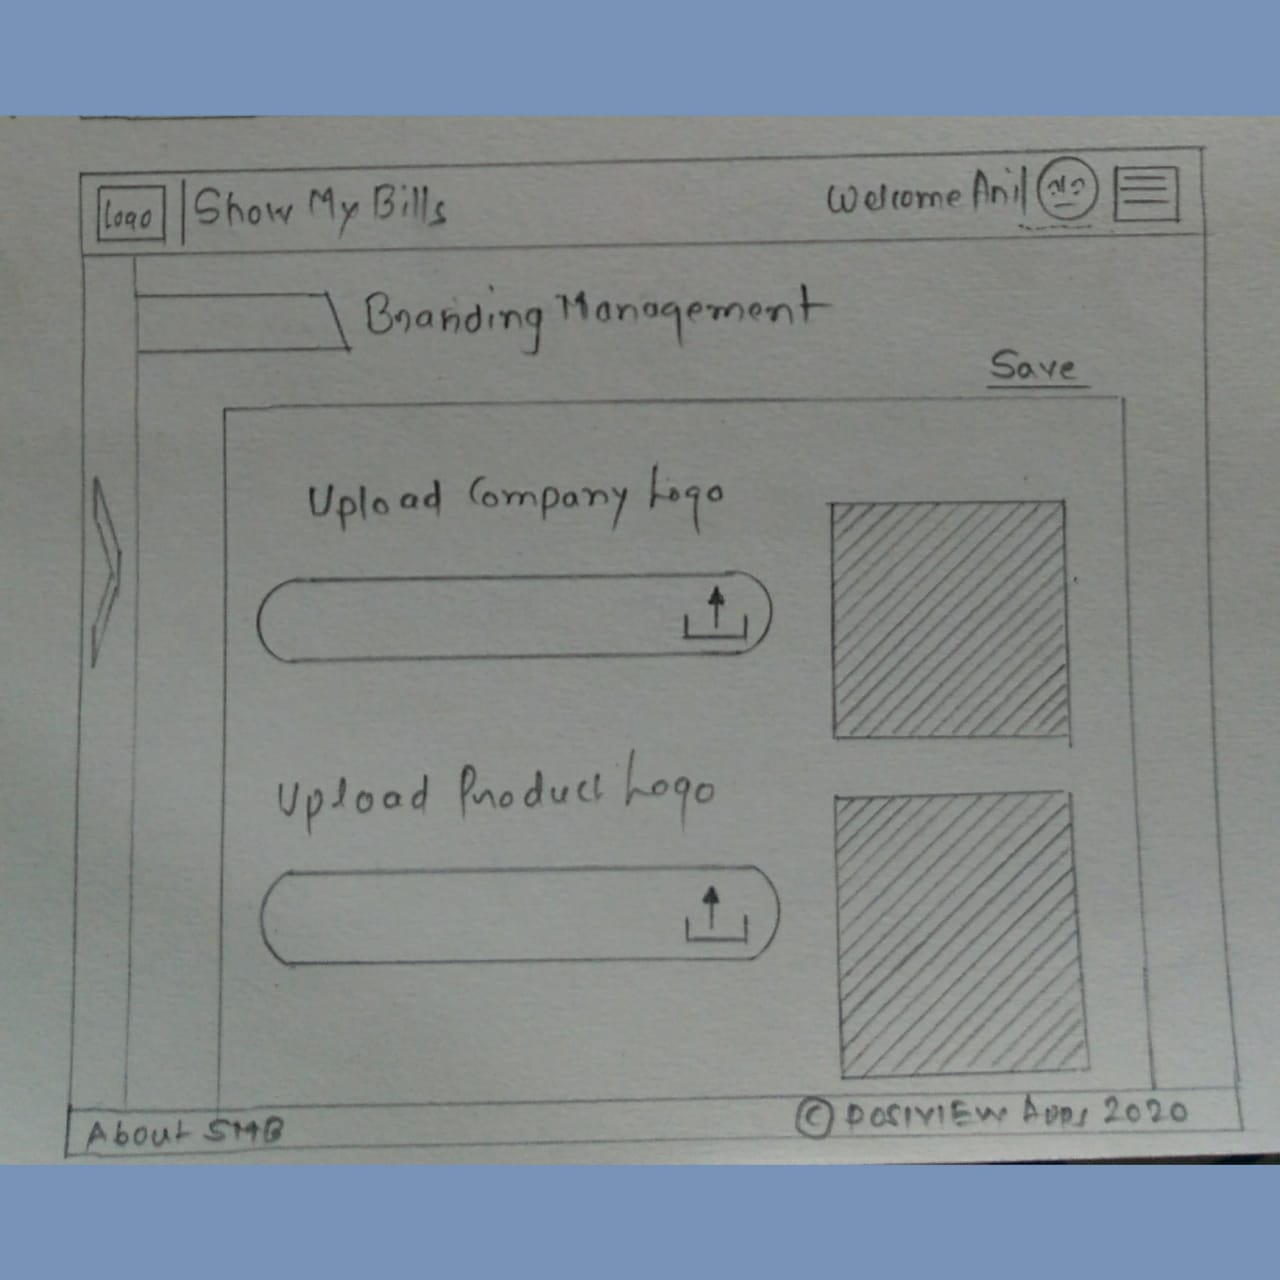 Logo Show My Bills Welcome Anil
Branding Management
Save
Upload Company Logo
Upload Product Logo
About SMB © POSIVIEW Apps 2020